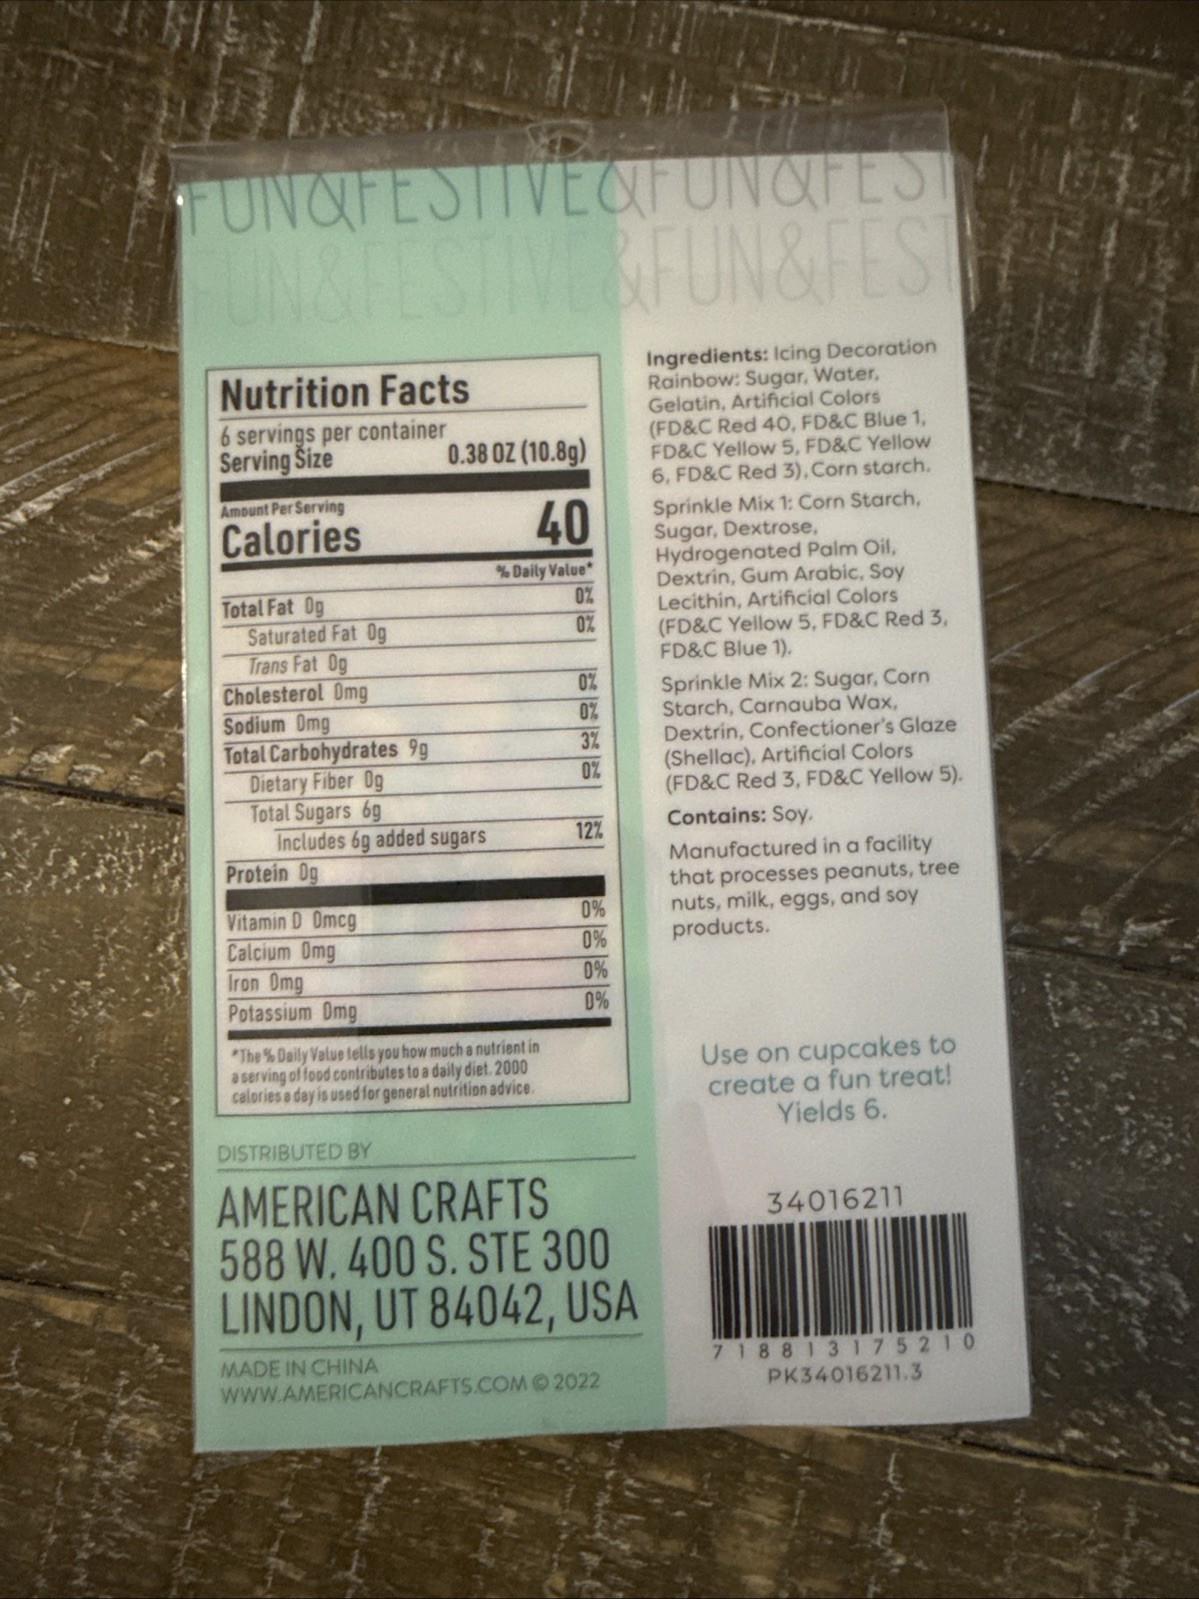 FUN&FESTIVE&FUN&FEST
FUN&FESTIVE&FUN&FEST
Nutrition Facts
6 servings per container
Serving Size 0.38 OZ (10.8g)
Amount Per Serving
Calories 40
% Daily Value*
Total Fat 0g 0%
Saturated Fat 0g 0%
Trans Fat 0g
Cholesterol 0mg 0%
Sodium 0mg 0%
Total Carbohydrates 9g 3%
Dietary Fiber 0g 0%
Total Sugars 6g
Includes 6g added sugars 12%
Protein 0g
Vitamin D 0mcg 0%
Calcium 0mg 0%
Iron 0mg 0%
Potassium 0mg 0%
*The % Daily Value tells you how much a nutrient in
a serving of food contributes to a daily diet. 2000
calories a day is used for general nutrition advice.
DISTRIBUTED BY
AMERICAN CRAFTS
588 W. 400 S. STE 300
LINDON, UT 84042, USA
MADE IN CHINA
WWW.AMERICANCRAFTS.COM © 2022
Ingredients: Icing Decoration
Rainbow: Sugar, Water,
Gelatin, Artificial Colors
(FD&C Red 40, FD&C Blue 1,
FD&C Yellow 5, FD&C Yellow
6, FD&C Red 3), Corn starch.
Sprinkle Mix 1: Corn Starch,
Sugar, Dextrose,
Hydrogenated Palm Oil,
Dextrin, Gum Arabic, Soy
Lecithin, Artificial Colors
(FD&C Yellow 5, FD&C Red 3,
FD&C Blue 1).
Sprinkle Mix 2: Sugar, Corn
Starch, Carnauba Wax,
Dextrin, Confectioner's Glaze
(Shellac), Artificial Colors
(FD&C Red 3, FD&C Yellow 5).
Contains: Soy.
Manufactured in a facility
that processes peanuts, tree
nuts, milk, eggs, and soy
products.
Use on cupcakes to
create a fun treat!
Yields 6.
34016211
7 18813 17521 0
PK34016211.3